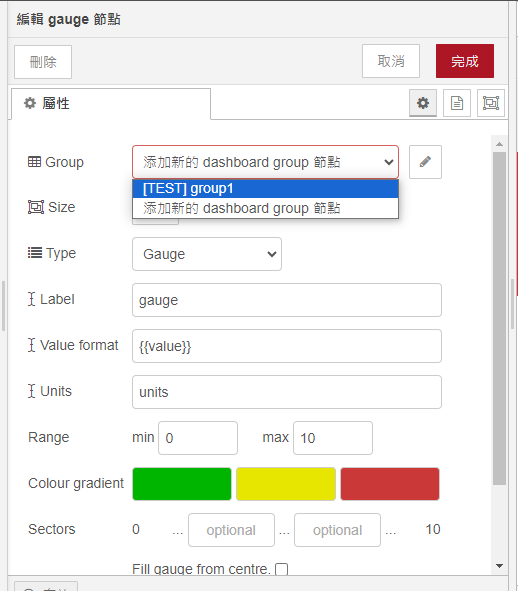 編輯 gauge 節點
刪除 取消 完成
屬性
Group 添加新的 dashboard group 節點
[TEST] group1
Size 添加新的 dashboard group 節點
Type Gauge
Label gauge
Value format {{value}}
Units units
Range min 0 max 10
Colour gradient
Sectors 0 ... optional ... optional ... 10
Fill gauge from centre.